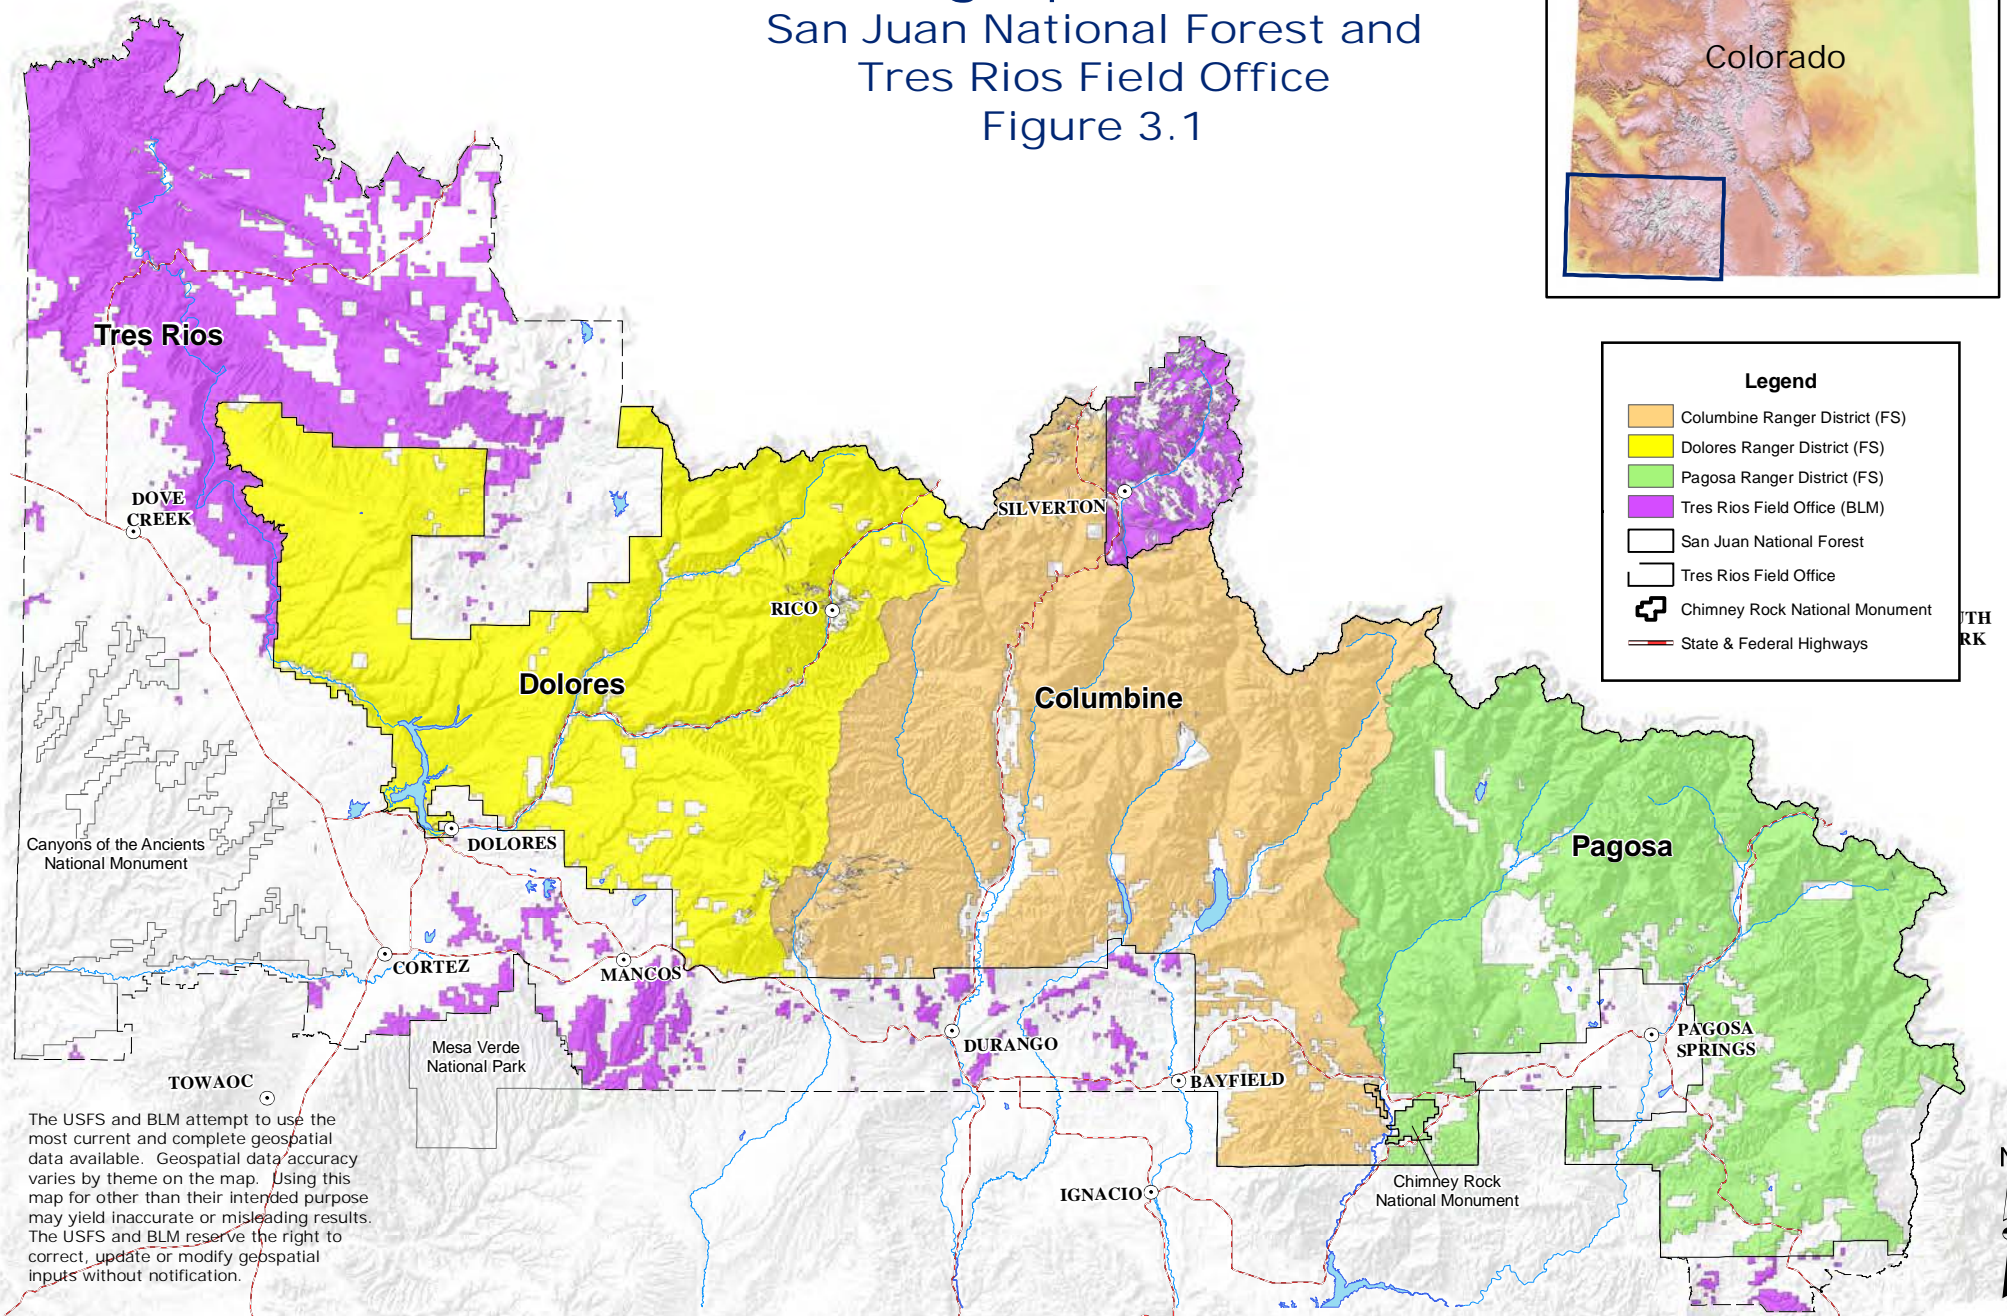 San Juan National Forest and
Tres Rios Field Office
Figure 3.1
Colorado
Legend
Columbine Ranger District (FS)
Dolores Ranger District (FS)
Pagosa Ranger District (FS)
Tres Rios Field Office (BLM)
San Juan National Forest
Tres Rios Field Office
Chimney Rock National Monument
State & Federal Highways
Tres Rios
DOVE
CREEK
SILVERTON
RICO
Dolores
Columbine
Pagosa
DOLORES
Canyons of the Ancients
National Monument
CORTEZ
MANCOS
Mesa Verde
National Park
DURANGO
BAYFIELD
PAGOSA
SPRINGS
TOWAOC
IGNACIO
Chimney Rock
National Monument
The USFS and BLM attempt to use the
most current and complete geospatial
data available. Geospatial data accuracy
varies by theme on the map. Using this
map for other than their intended purpose
may yield inaccurate or misleading results.
The USFS and BLM reserve the right to
correct, update or modify geospatial
inputs without notification.